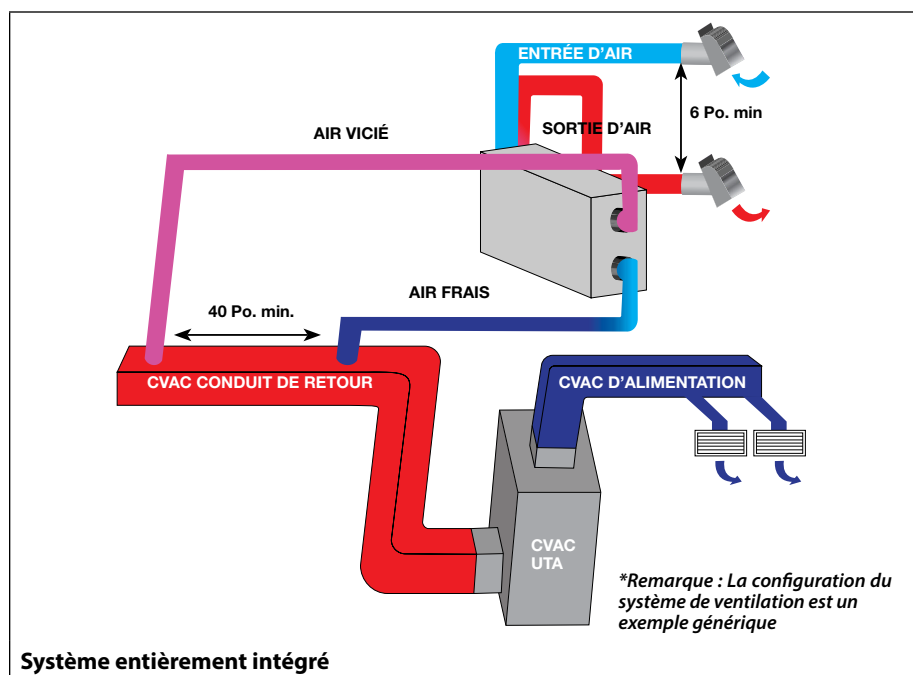 ENTRÉE D'AIR
6 Po. min
AIR VICIÉ
SORTIE D'AIR
AIR FRAIS
40 Po. min.
CVAC CONDUIT DE RETOUR
CVAC D'ALIMENTATION
CVAC
UTA
*Remarque : La configuration du
système de ventilation est un
exemple générique
Système entièrement intégré